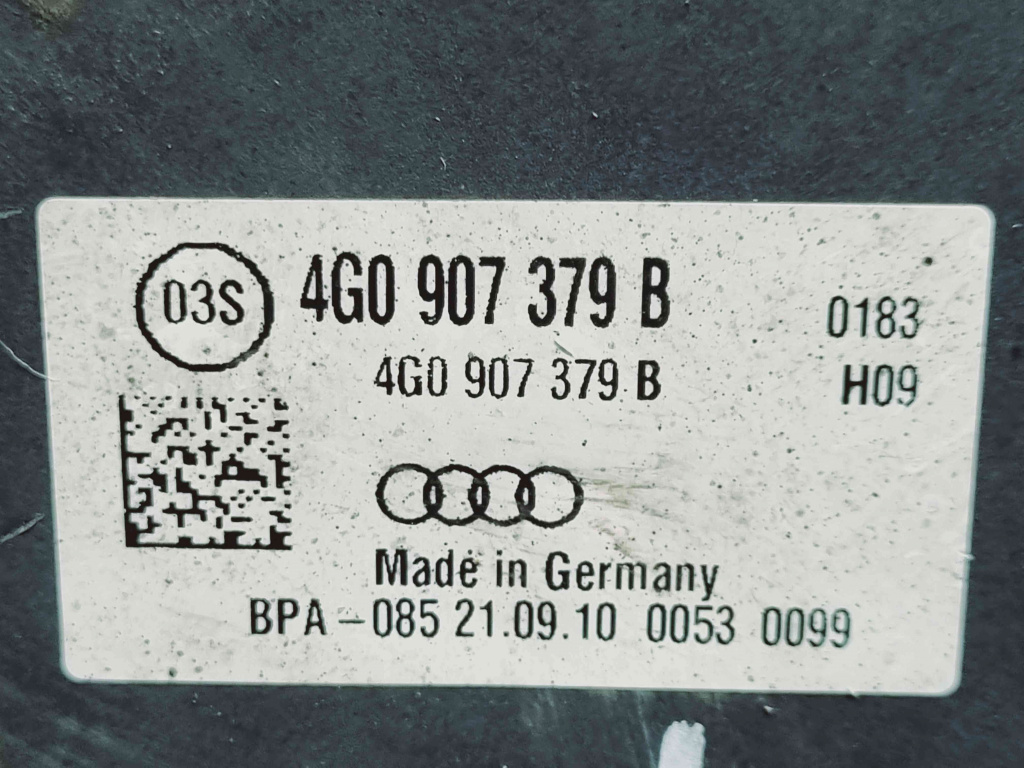 03S 4G0 907 379 B 0183
4G0 907 379 B H09
Made in Germany
BPA-085 21.09.10 0053 0099